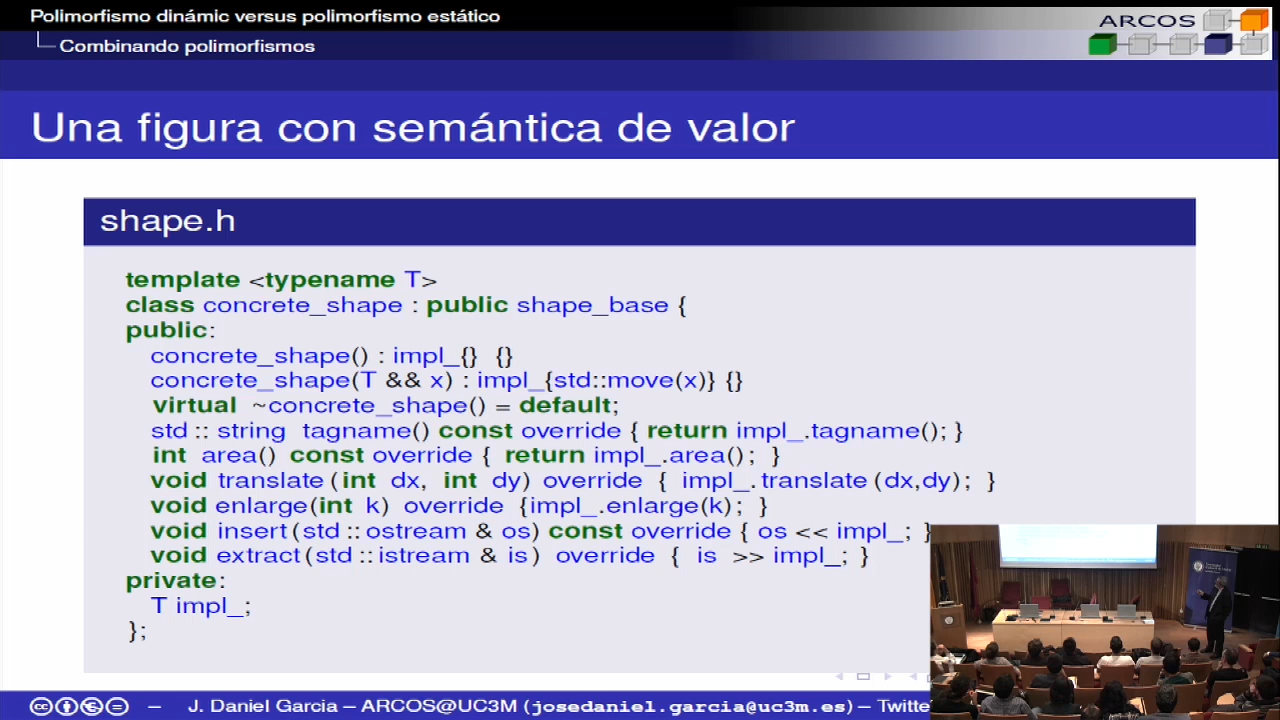 Polimorfismo dinámic versus polimorfismo estático
ARCOS
Combinando polimorfismos
Una figura con semántica de valor
shape.h
template <typename T>
class concrete_shape : public shape_base {
public:
concrete_shape() : impl_{} {}
concrete_shape(T && x) : impl_{std::move(x)} {}
virtual ~concrete_shape() = default;
std :: string tagname() const override { return impl_.tagname(); }
int area() const override { return impl_.area(); }
void translate (int dx, int dy) override { impl_.translate (dx,dy); }
void enlarge(int k) override {impl_.enlarge(k); }
void insert (std :: ostream & os) const override { os << impl_; }
void extract (std :: istream & is ) override { is >> impl_; }
private:
T impl_;
};
– J. Daniel Garcia – ARCOS@UC3M (josedaniel.garcia@uc3m.es) – Twitte